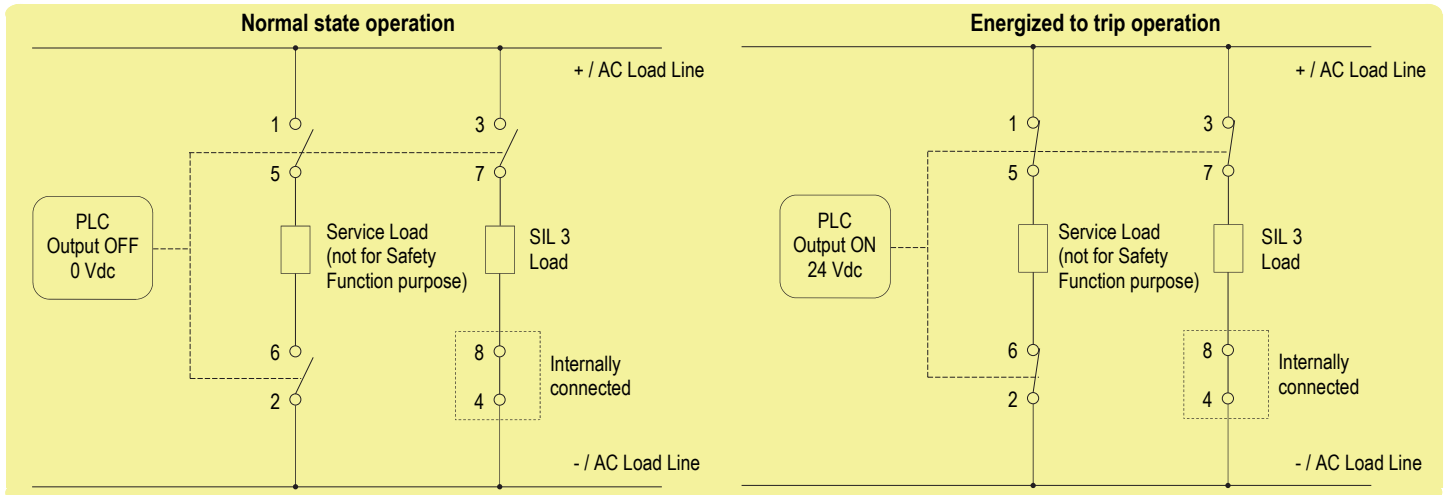 Normal state operation
+ / AC Load Line
1
3
5
7
PLC
Output OFF
0 Vdc
Service Load
(not for Safety
Function purpose)
SIL 3
Load
6
8
Internally
connected
2
4
- / AC Load Line
Energized to trip operation
+ / AC Load Line
1
3
5
7
PLC
Output ON
24 Vdc
Service Load
(not for Safety
Function purpose)
SIL 3
Load
6
8
Internally
connected
2
4
- / AC Load Line